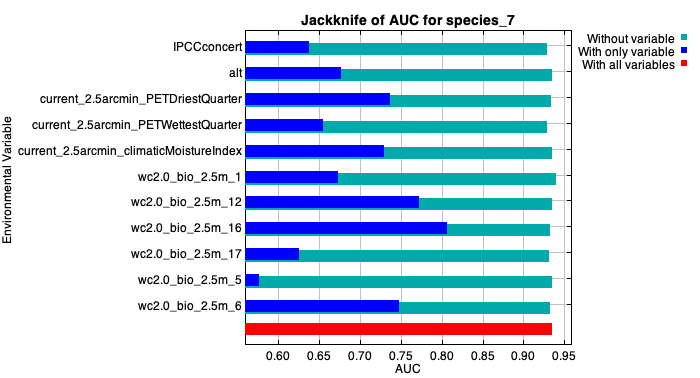 Jackknife of AUC for species_7
Without variable
With only variable
With all variables
Environmental Variable
IPCCconcert
alt
current_2.5arcmin_PETDriestQuarter
current_2.5arcmin_PETWettestQuarter
current_2.5arcmin_climaticMoistureIndex
wc2.0_bio_2.5m_1
wc2.0_bio_2.5m_12
wc2.0_bio_2.5m_16
wc2.0_bio_2.5m_17
wc2.0_bio_2.5m_5
wc2.0_bio_2.5m_6
0.60 0.65 0.70 0.75 0.80 0.85 0.90 0.95
AUC